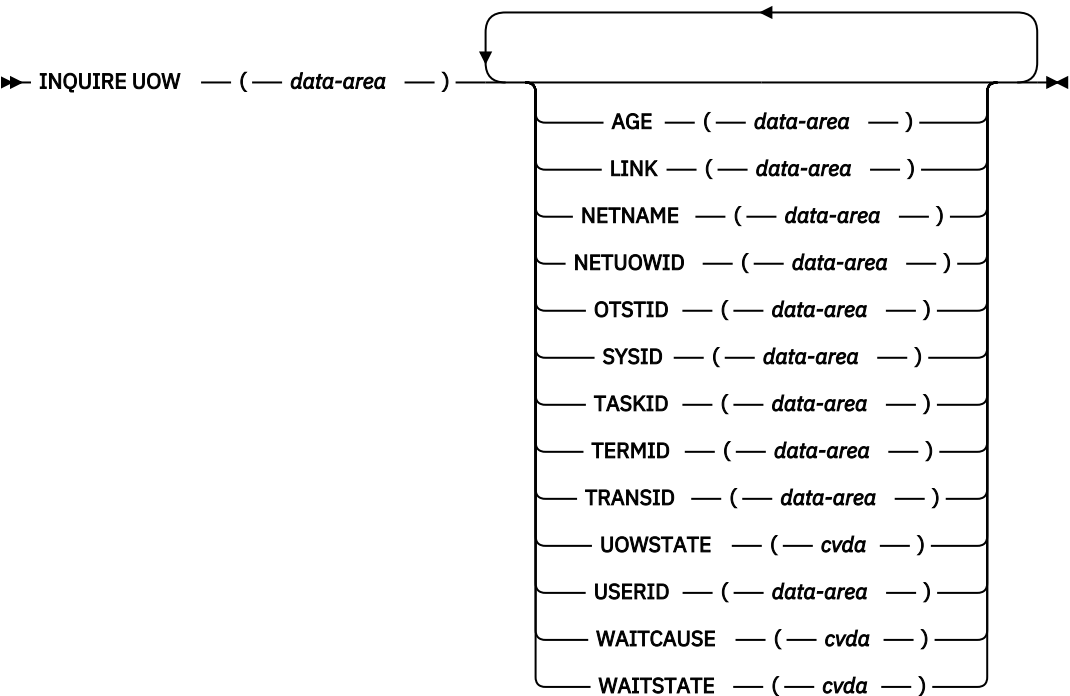 INQUIRE UOW ( data-area )
AGE ( data-area )
LINK ( data-area )
NETNAME ( data-area )
NETUOWID ( data-area )
OTSTID ( data-area )
SYSID ( data-area )
TASKID ( data-area )
TERMID ( data-area )
TRANSID ( data-area )
UOWSTATE ( cvda )
USERID ( data-area )
WAITCAUSE ( cvda )
WAITSTATE ( cvda )